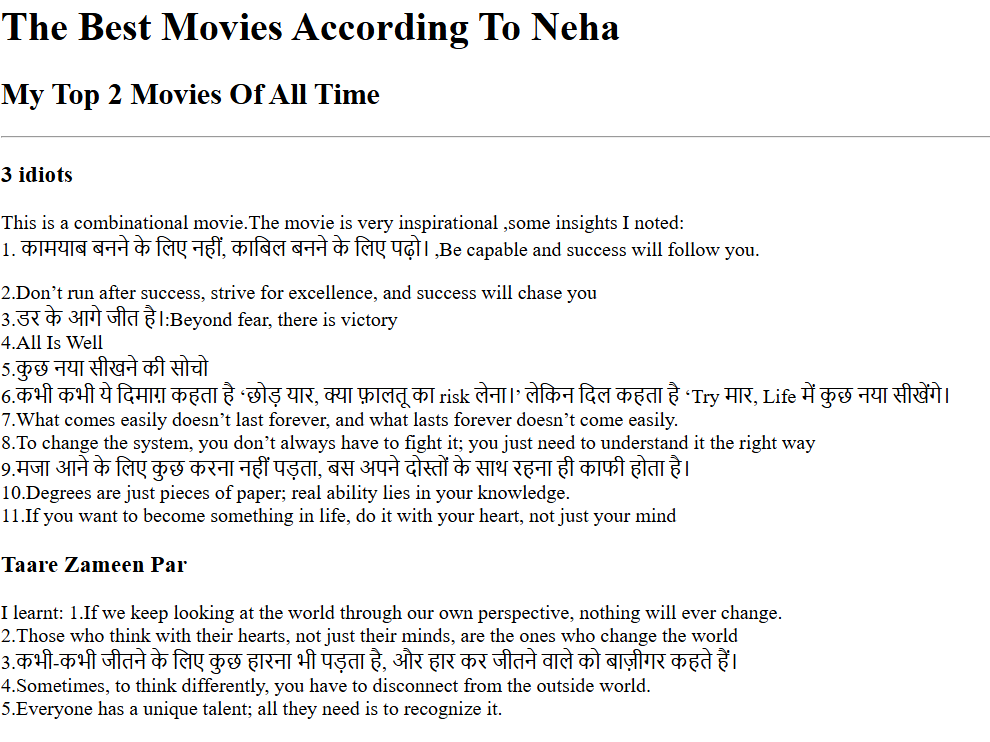 The Best Movies According To Neha
My Top 2 Movies Of All Time
3 idiots
This is a combinational movie.The movie is very inspirational ,some insights I noted:
1. कामयाब बनने के लिए नहीं, काबिल बनने के लिए पढ़ो। ,Be capable and success will follow you.
2.Don’t run after success, strive for excellence, and success will chase you
3.डर के आगे जीत है।:Beyond fear, there is victory
4.All Is Well
5.कुछ नया सीखने की सोचो
6.कभी कभी ये दिमाग़ कहता है ‘छोड़ यार, क्या फ़ालतू का risk लेना।’ लेकिन दिल कहता है ‘Try मार, Life में कुछ नया सीखेंगे।
7.What comes easily doesn’t last forever, and what lasts forever doesn’t come easily.
8.To change the system, you don’t always have to fight it; you just need to understand it the right way
9.मजा आने के लिए कुछ करना नहीं पड़ता, बस अपने दोस्तों के साथ रहना ही काफी होता है।
10.Degrees are just pieces of paper; real ability lies in your knowledge.
11.If you want to become something in life, do it with your heart, not just your mind
Taare Zameen Par
I learnt: 1.If we keep looking at the world through our own perspective, nothing will ever change.
2.Those who think with their hearts, not just their minds, are the ones who change the world
3.कभी-कभी जीतने के लिए कुछ हारना भी पड़ता है, और हार कर जीतने वाले को बाज़ीगर कहते हैं।
4.Sometimes, to think differently, you have to disconnect from the outside world.
5.Everyone has a unique talent; all they need is to recognize it.